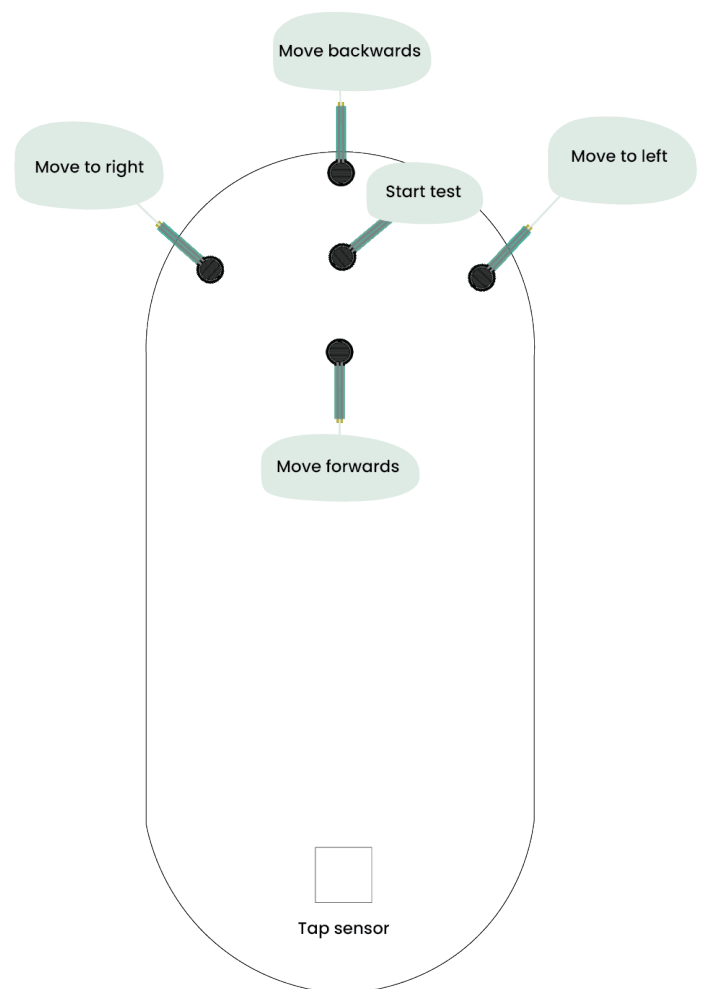 Move backwards
Move to right
Move to left
Start test
Move forwards
Tap sensor